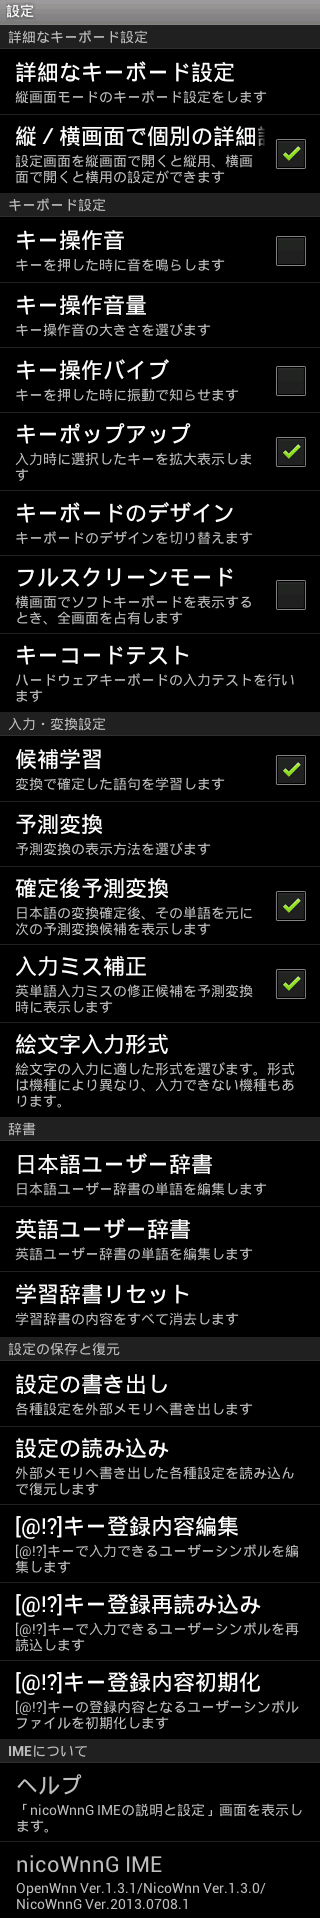 設定
詳細なキーボード設定
詳細なキーボード設定
縦画面モードのキーボード設定をします
縦 / 横画面で個別の詳細
設定画面を縦画面で開くと縦用、横画
面で開くと横用の設定ができます
キーボード設定
キー操作音
キーを押した時に音を鳴らします
キー操作音量
キー操作音の大きさを選びます
キー操作バイブ
キーを押した時に振動で知らせます
キーポップアップ
入力時に選択したキーを拡大表示しま
す
キーボードのデザイン
キーボードのデザインを切り替えます
フルスクリーンモード
横画面でソフトキーボードを表示する
とき、全画面を占有します
キーコードテスト
ハードウェアキーボードの入力テストを行い
ます
入力・変換設定
候補学習
変換で確定した語句を学習します
予測変換
予測変換の表示方法を選びます
確定後予測変換
日本語の変換確定後、その単語を元に
次の予測変換候補を表示します
入力ミス補正
英単語入力ミスの修正候補を予測変換
時に表示します
絵文字入力形式
絵文字の入力に適した形式を選びます。形式
は機種により異なり、入力できない機種もあ
ります。
辞書
日本語ユーザー辞書
日本語ユーザー辞書の単語を編集します
英語ユーザー辞書
英語ユーザー辞書の単語を編集します
学習辞書リセット
学習辞書の内容をすべて消去します
設定の保存と復元
設定の書き出し
各種設定を外部メモリへ書き出します
設定の読み込み
外部メモリへ書き出した各種設定を読み込ん
で復元します
[@!?]キー登録内容編集
[@!?]キーで入力できるユーザーシンボルを編
集します
[@!?]キー登録再読み込み
[@!?]キーで入力できるユーザーシンボルを再
読込します
[@!?]キー登録内容初期化
[@!?]キーの登録内容となるユーザーシンボル
ファイルを初期化します
IMEについて
ヘルプ
「nicoWnnG IMEの説明と設定」画面を表示しま
す。
nicoWnnG IME
OpenWnn Ver.1.3.1/NicoWnn Ver.1.3.0/
NicoWnnG Ver.2013.0708.1